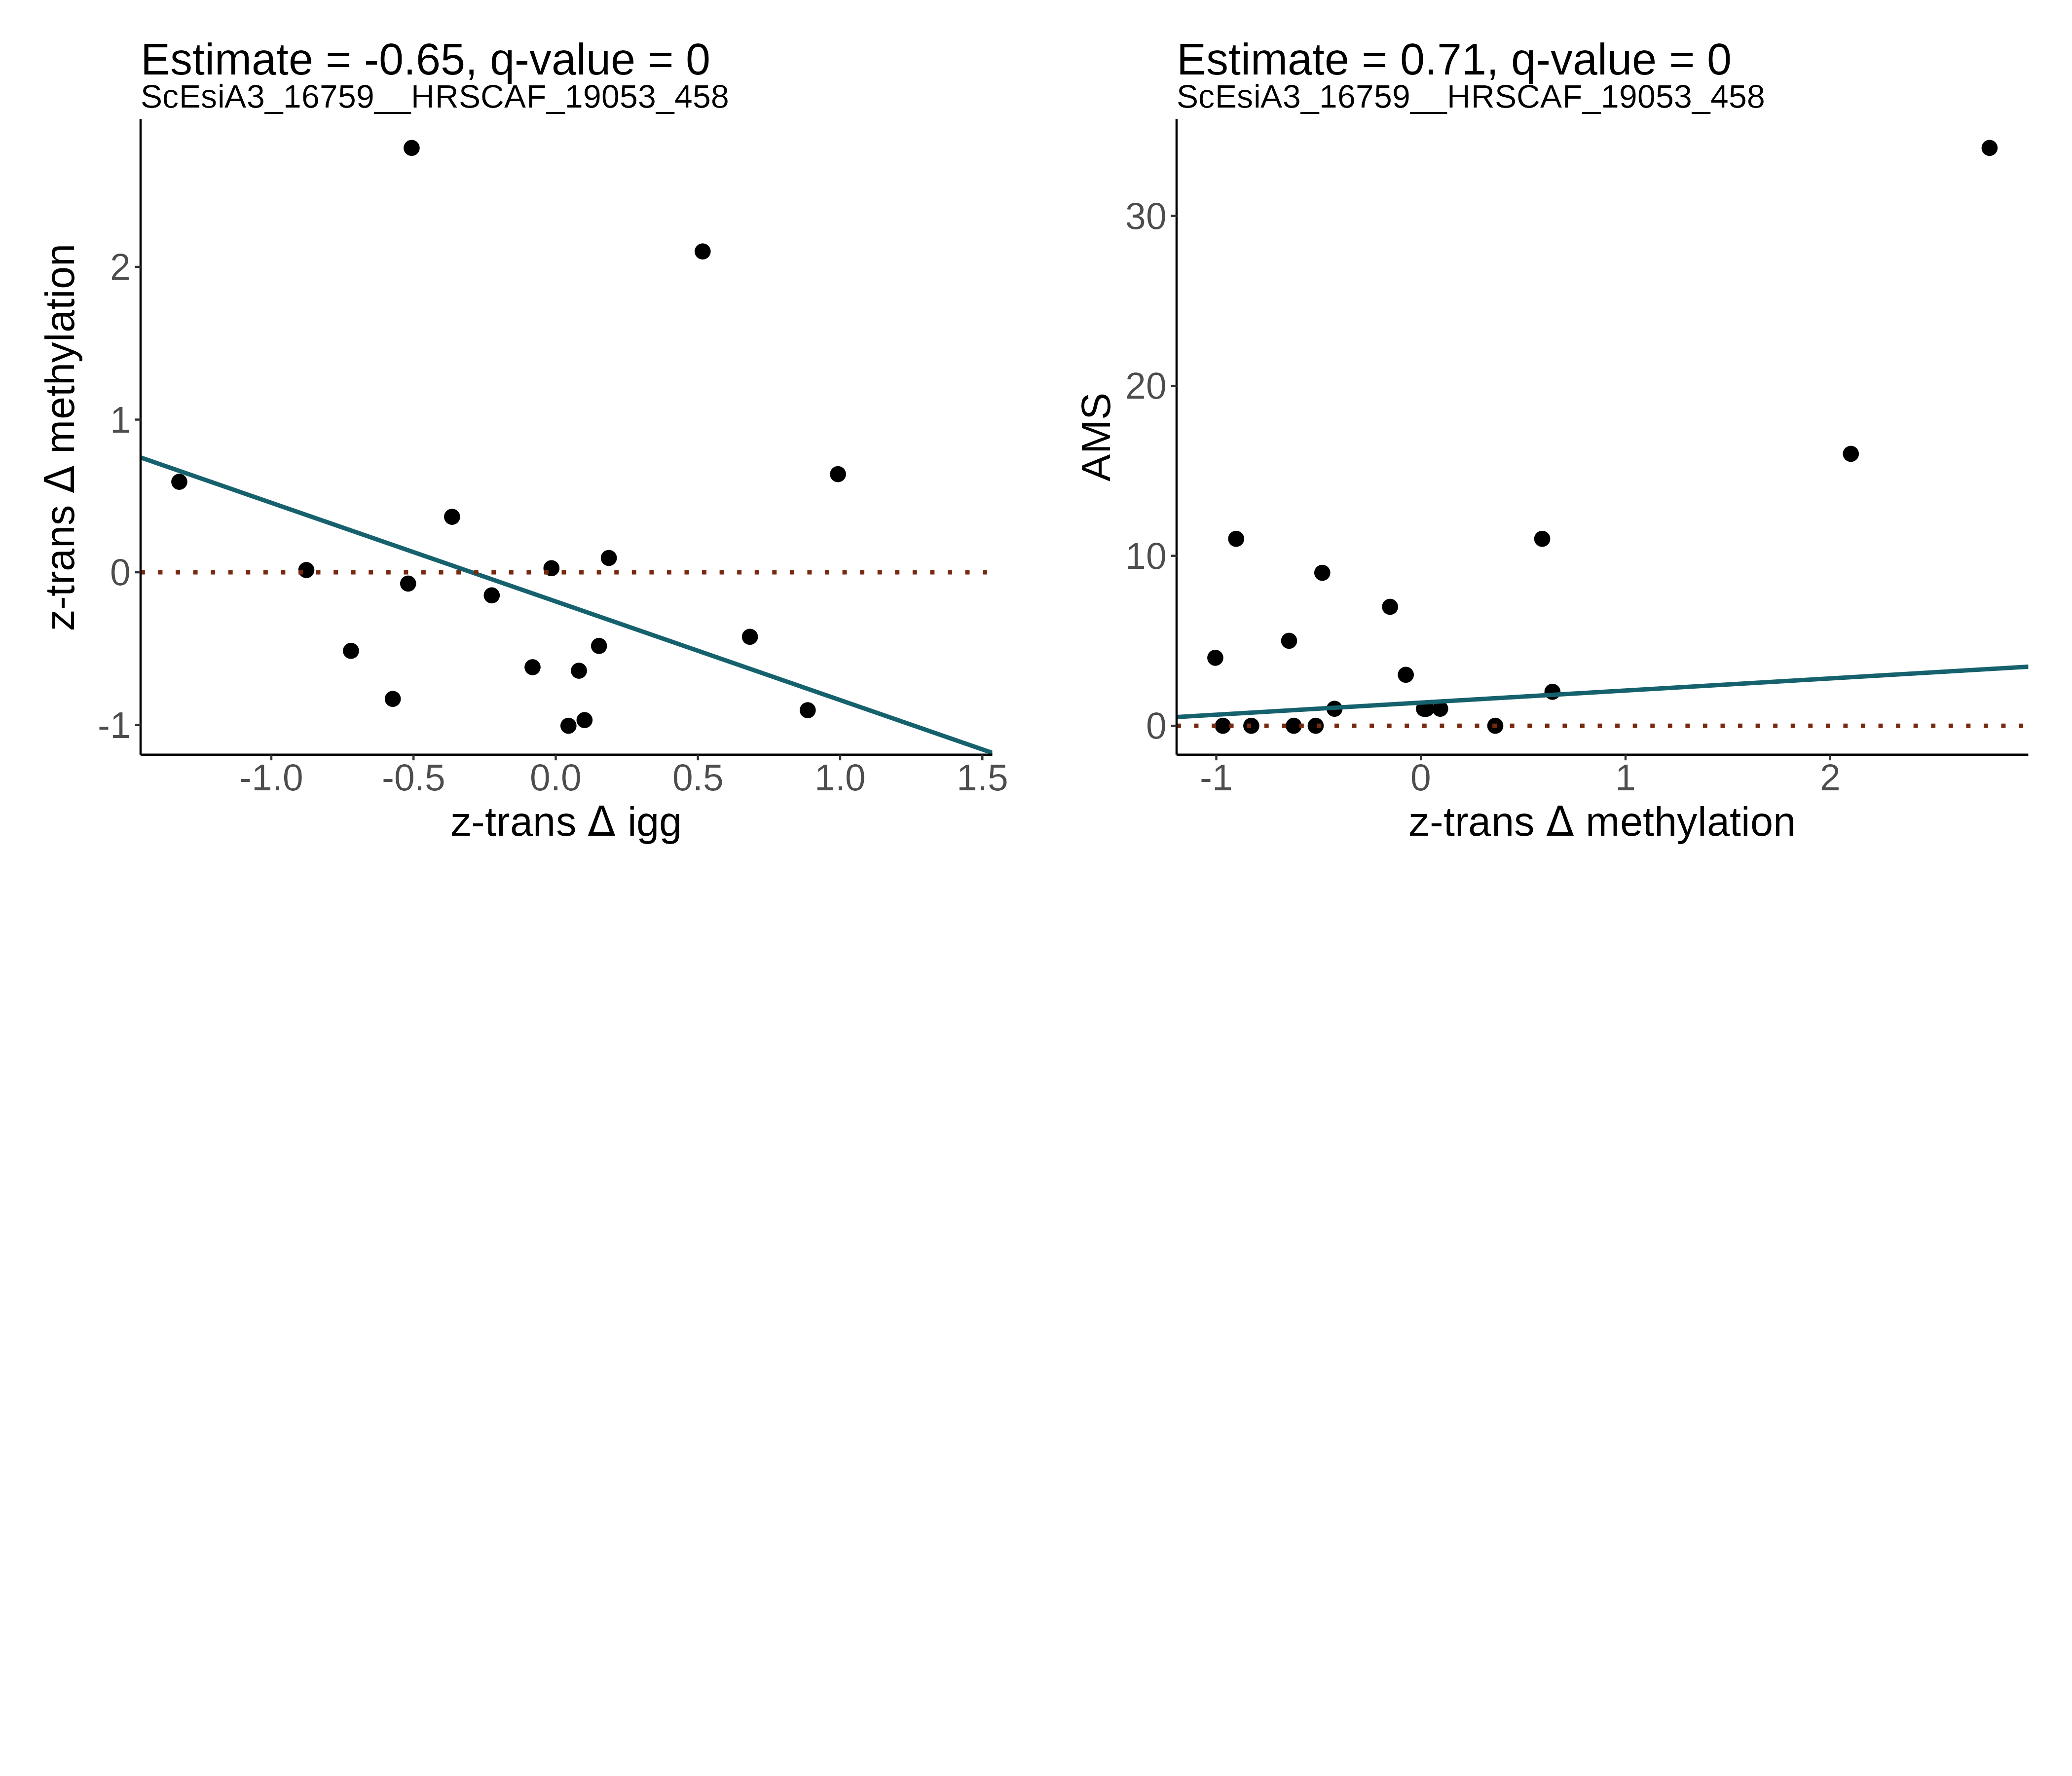 Estimate = -0.65, q-value = 0
ScEsiA3_16759__HRSCAF_19053_458
z-trans Δ methylation
2
1
0
-1
-1.0 -0.5 0.0 0.5 1.0 1.5
z-trans Δ igg
Estimate = 0.71, q-value = 0
ScEsiA3_16759__HRSCAF_19053_458
AMS
30
20
10
0
-1 0 1 2
z-trans Δ methylation